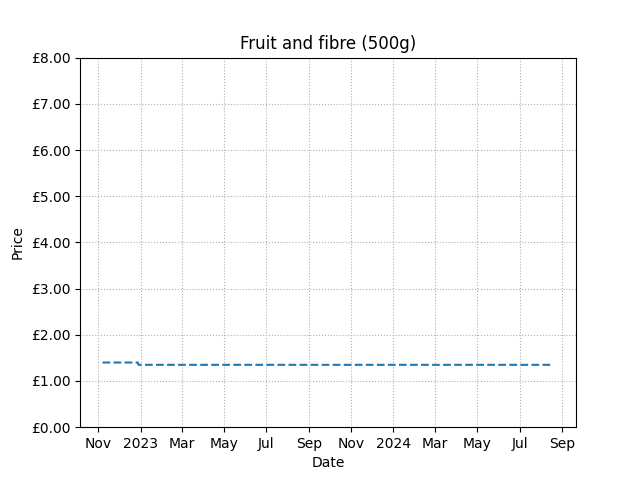 Fruit and fibre (500g)
£8.00
£7.00
£6.00
£5.00
£4.00
£3.00
£2.00
£1.00
£0.00
Price
Nov 2023 Mar May Jul Sep Nov 2024 Mar May Jul Sep
Date